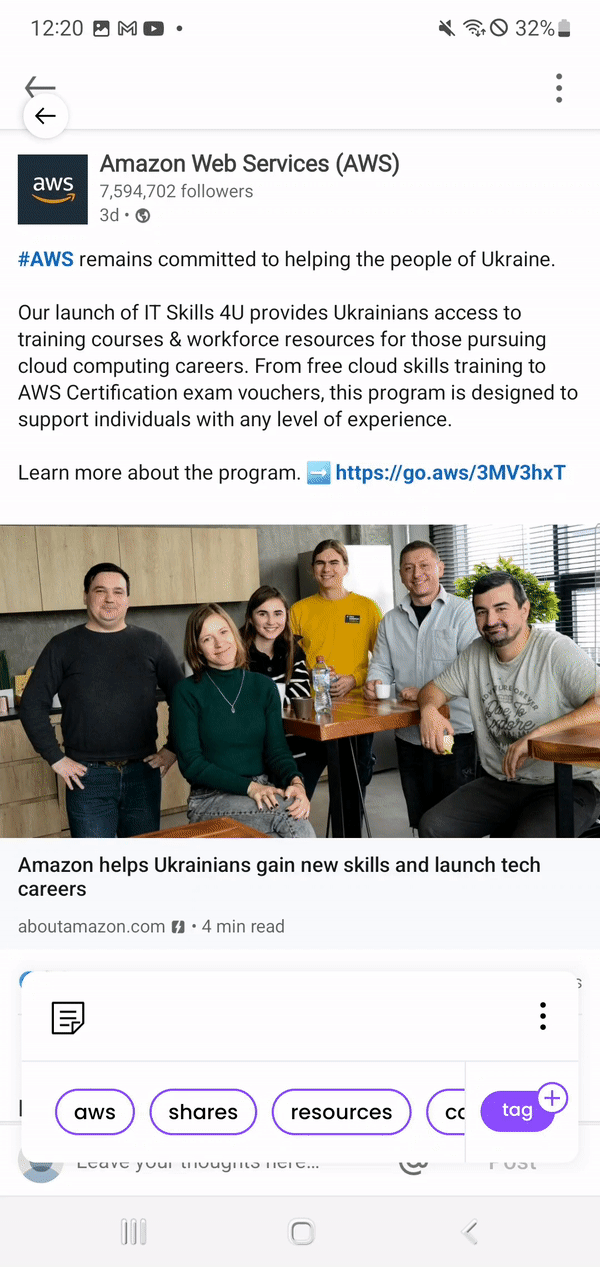 12:20 32%
aws
Amazon Web Services (AWS)
7,594,702 followers
3d •
#AWS remains committed to helping the people of Ukraine.
Our launch of IT Skills 4U provides Ukrainians access to
training courses & workforce resources for those pursuing
cloud computing careers. From free cloud skills training to
AWS Certification exam vouchers, this program is designed to
support individuals with any level of experience.
Learn more about the program. ➡️ https://go.aws/3MV3hxT
Amazon helps Ukrainians gain new skills and launch tech
careers
aboutamazon.com • 4 min read
aws shares resources tag
Leave your thoughts here... @ Post